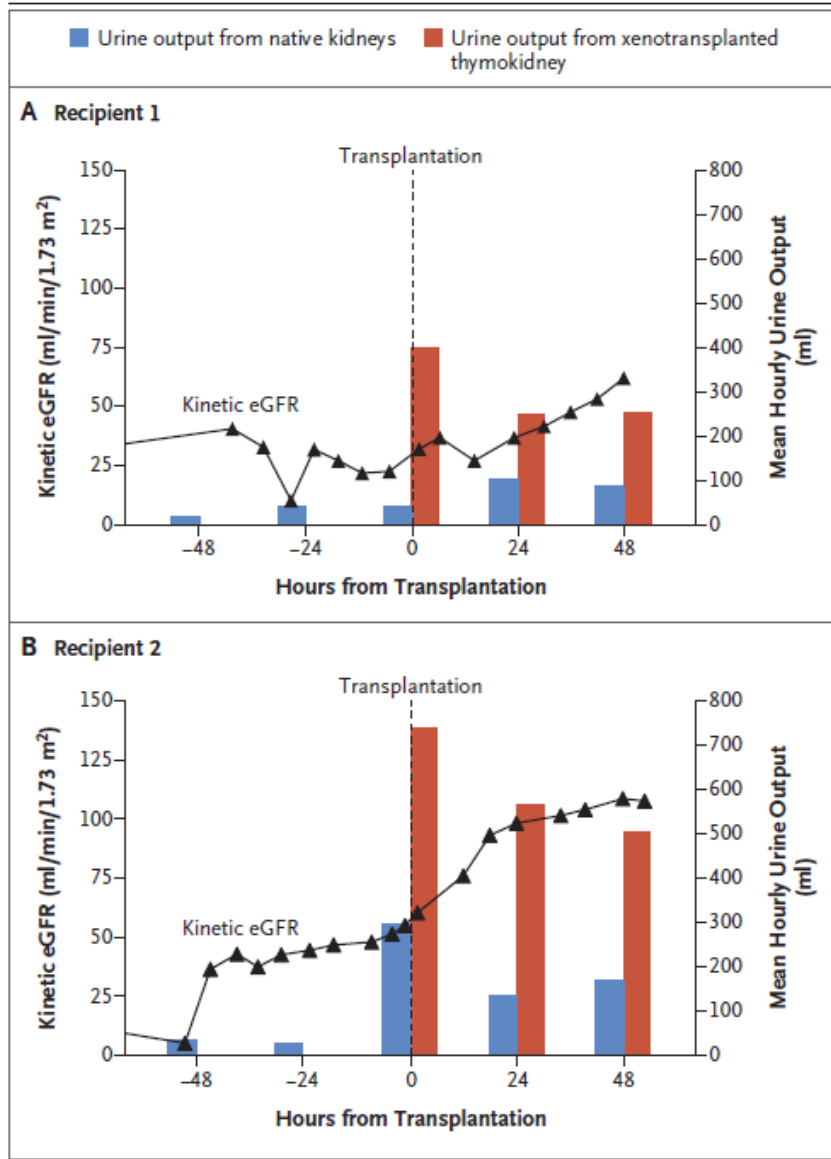 Urine output from native kidneys
Urine output from xenotransplanted
thymokidney
A Recipient 1
Transplantation
150
125
100
75
50
25
0
Kinetic eGFR (ml/min/1.73 m²)
Kinetic eGFR
800
700
600
500
400
300
200
100
0
Mean Hourly Urine Output
(ml)
−48 −24 0 24 48
Hours from Transplantation
B Recipient 2
Transplantation
150
125
100
75
50
25
0
Kinetic eGFR (ml/min/1.73 m²)
Kinetic eGFR
800
700
600
500
400
300
200
100
0
Mean Hourly Urine Output
(ml)
−48 −24 0 24 48
Hours from Transplantation